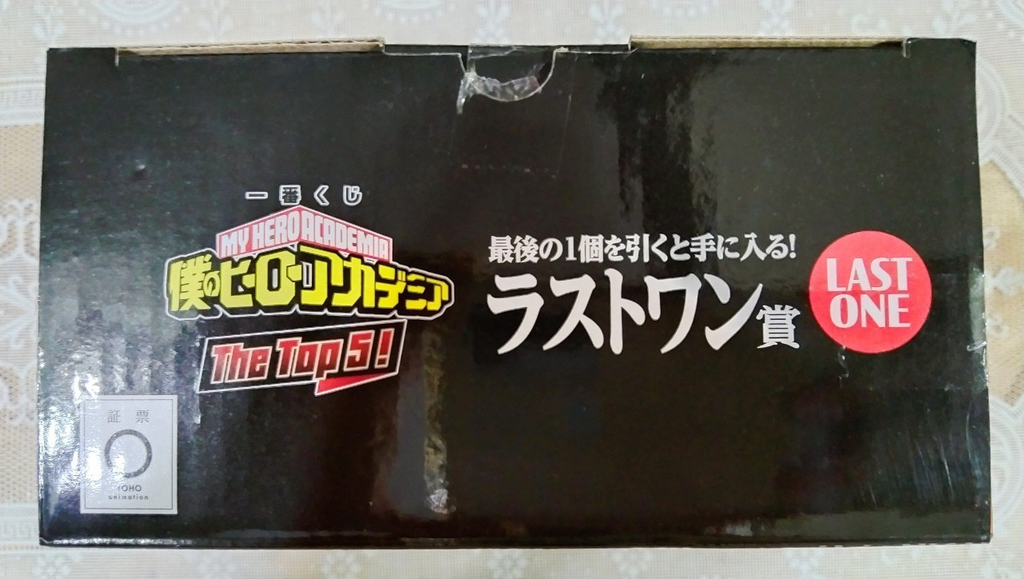 一番くじ
MY HERO ACADEMIA
僕のヒーローアカデミア
The Top 5!
最後の1個を引くと手に入る!
ラストワン賞
LAST
ONE
証票
TOHO
animation